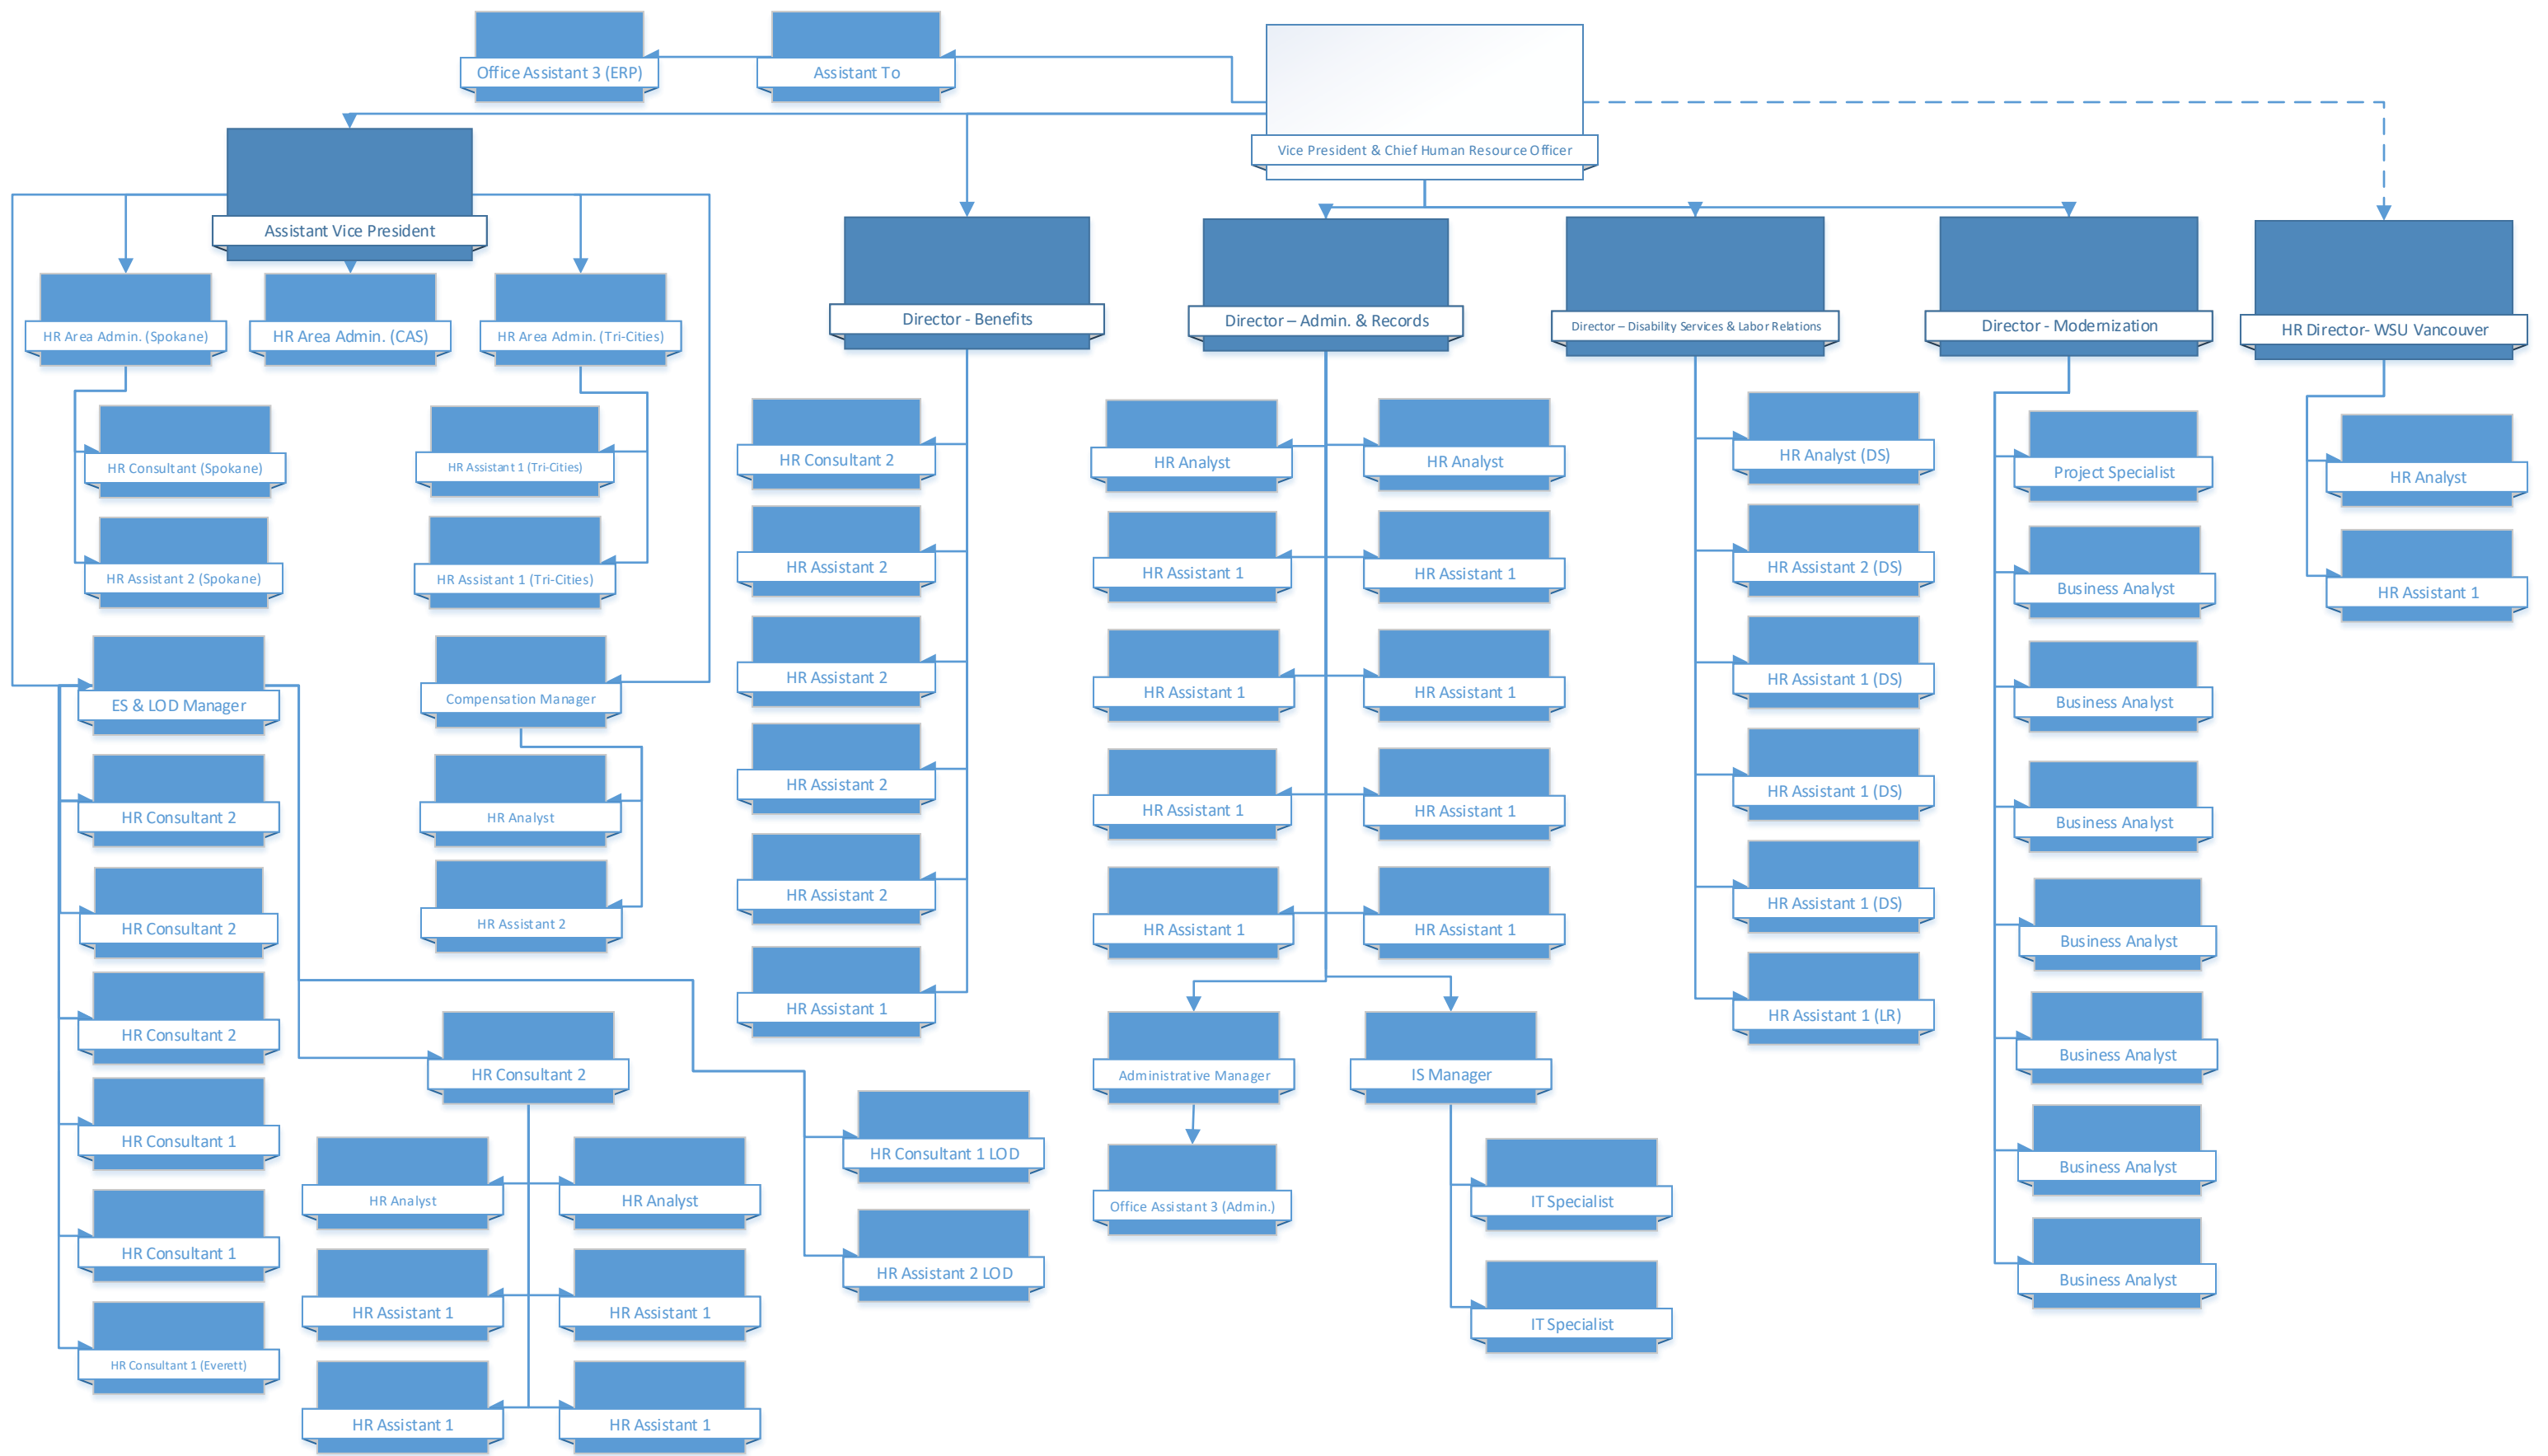 Office Assistant 3 (ERP)
Assistant To
Vice President & Chief Human Resource Officer
Assistant Vice President
Director - Benefits
Director – Admin. & Records
Director – Disability Services & Labor Relations
Director - Modernization
HR Director- WSU Vancouver
HR Area Admin. (Spokane)
HR Area Admin. (CAS)
HR Area Admin. (Tri-Cities)
HR Consultant (Spokane)
HR Assistant 2 (Spokane)
HR Assistant 1 (Tri-Cities)
HR Assistant 1 (Tri-Cities)
ES & LOD Manager
HR Consultant 2
HR Consultant 2
HR Consultant 2
HR Consultant 1
HR Consultant 1
HR Consultant 1 (Everett)
Compensation Manager
HR Analyst
HR Assistant 2
HR Consultant 2
HR Analyst
HR Analyst
HR Assistant 1
HR Assistant 1
HR Assistant 1
HR Assistant 1
HR Consultant 1 LOD
HR Assistant 2 LOD
HR Consultant 2
HR Assistant 2
HR Assistant 2
HR Assistant 2
HR Assistant 2
HR Assistant 1
HR Analyst
HR Analyst
HR Assistant 1
HR Assistant 1
HR Assistant 1
HR Assistant 1
HR Assistant 1
HR Assistant 1
HR Assistant 1
HR Assistant 1
Administrative Manager
IS Manager
Office Assistant 3 (Admin.)
IT Specialist
IT Specialist
HR Analyst (DS)
HR Assistant 2 (DS)
HR Assistant 1 (DS)
HR Assistant 1 (DS)
HR Assistant 1 (DS)
HR Assistant 1 (LR)
Project Specialist
Business Analyst
Business Analyst
Business Analyst
Business Analyst
Business Analyst
Business Analyst
Business Analyst
HR Analyst
HR Assistant 1